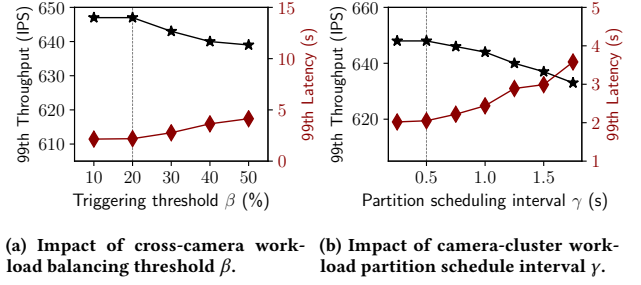 650
640
630
620
610
99th Throughput (IPS)
15
10
5
0
99th Latency (s)
10 20 30 40 50
Triggering threshold β (%)
660
640
620
99th Throughput (IPS)
5
4
3
2
1
99th Latency (s)
0.5 1.0 1.5
Partition scheduling interval γ (s)
(a) Impact of cross-camera work-
load balancing threshold β.
(b) Impact of camera-cluster work-
load partition schedule interval γ.